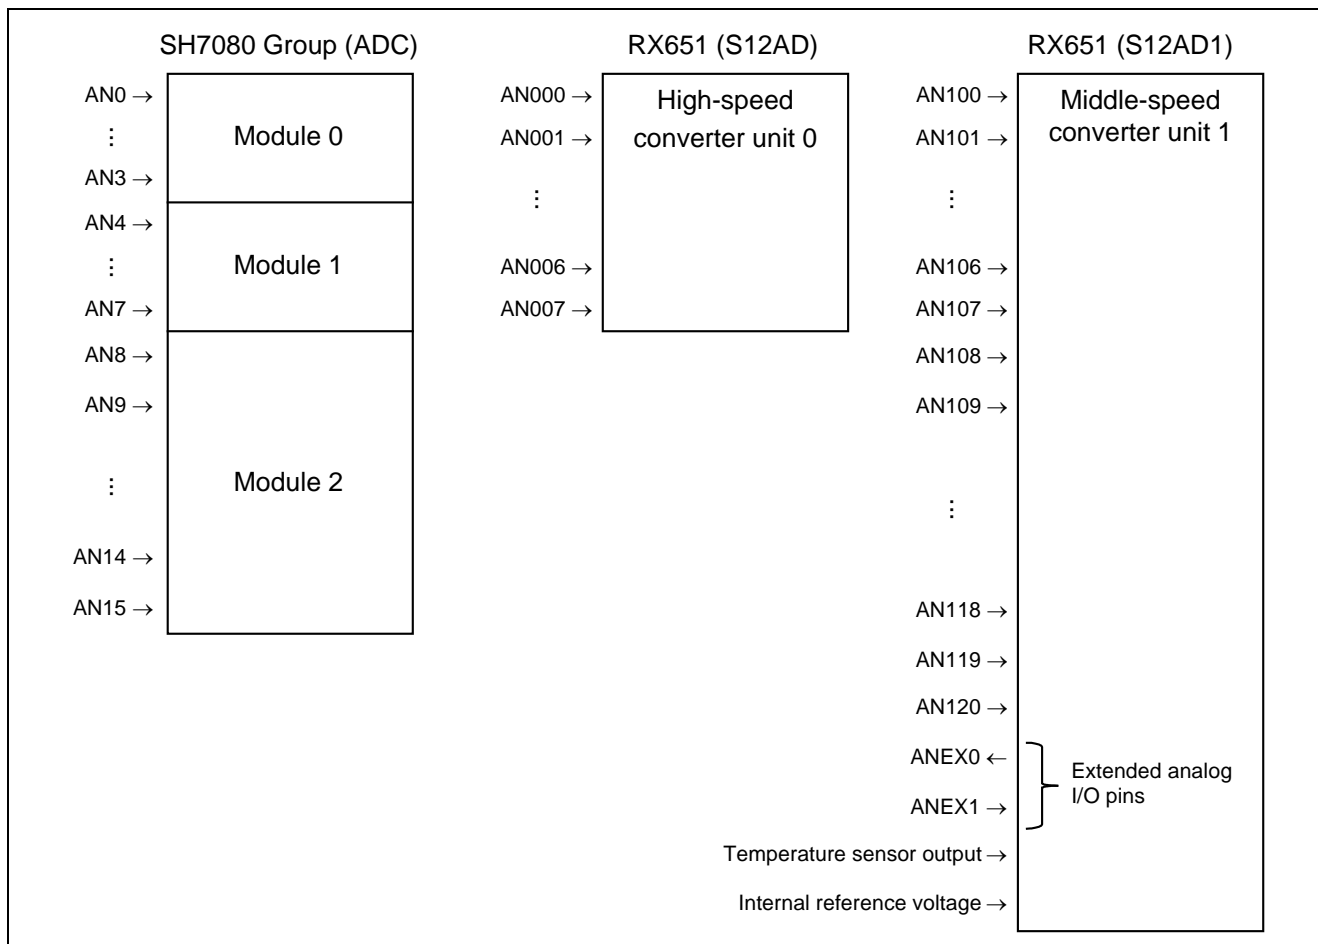 SH7080 Group (ADC)
AN0 →
⋮
AN3 →
AN4 →
⋮
AN7 →
AN8 →
AN9 →
⋮
AN14 →
AN15 →
Module 0
Module 1
Module 2
RX651 (S12AD)
AN000 →
AN001 →
⋮
AN006 →
AN007 →
High-speed
converter unit 0
RX651 (S12AD1)
AN100 →
AN101 →
⋮
AN106 →
AN107 →
AN108 →
AN109 →
⋮
AN118 →
AN119 →
AN120 →
ANEX0 ←
ANEX1 →
Temperature sensor output →
Internal reference voltage →
Middle-speed
converter unit 1
Extended analog
I/O pins